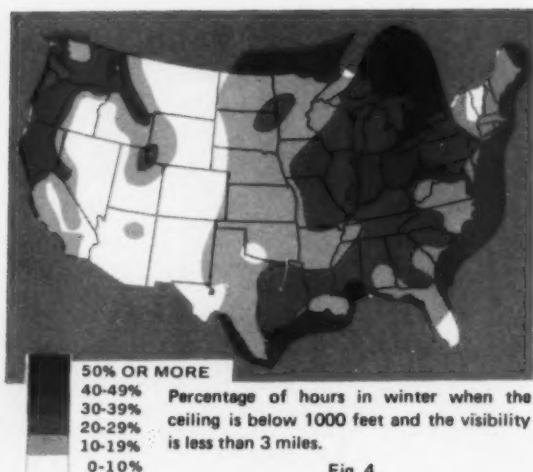 50% OR MORE
40-49%
30-39%
20-29%
10-19%
0-10%
Percentage of hours in winter when the
ceiling is below 1000 feet and the visibility
is less than 3 miles.
Fig. 4